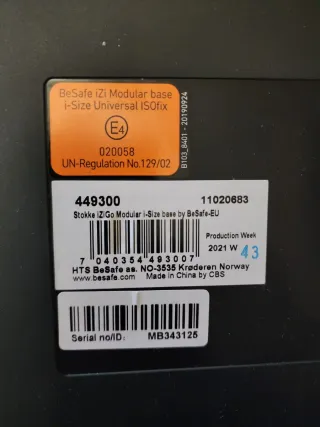 BeSafe iZi Modular base
i-Size Universal ISOfix
E4
020058
UN-Regulation No.129/02
B103_8401 - 20190924
449300 11020683
Stokke iZiGo Modular i-Size base by BeSafe-EU
Production Week
2021 W 43
7 040354 493007
HTS BeSafe as. NO-3535 Krøderen Norway
www.besafe.com Made in China by CBS
Serial no/ID: MB343125